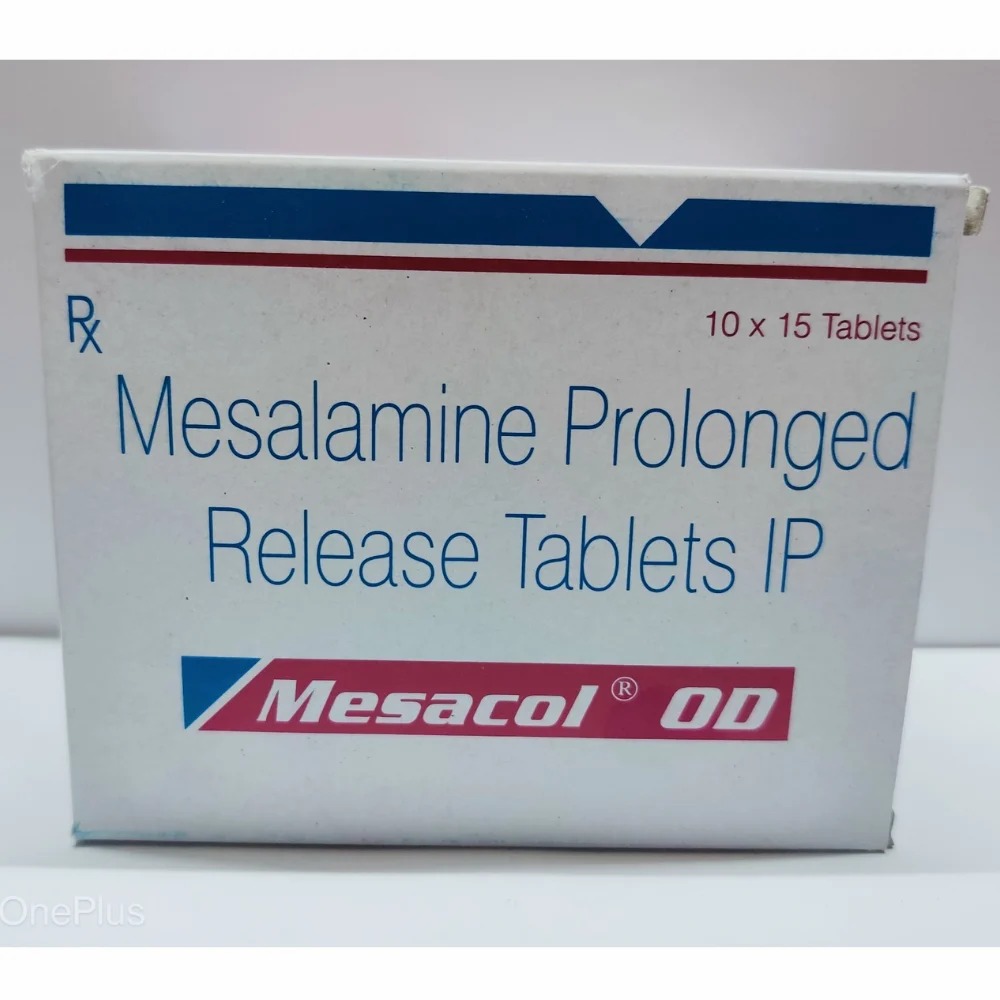 Rx
10 x 15 Tablets
Mesalamine Prolonged
Release Tablets IP
Mesacol® OD
OnePlus